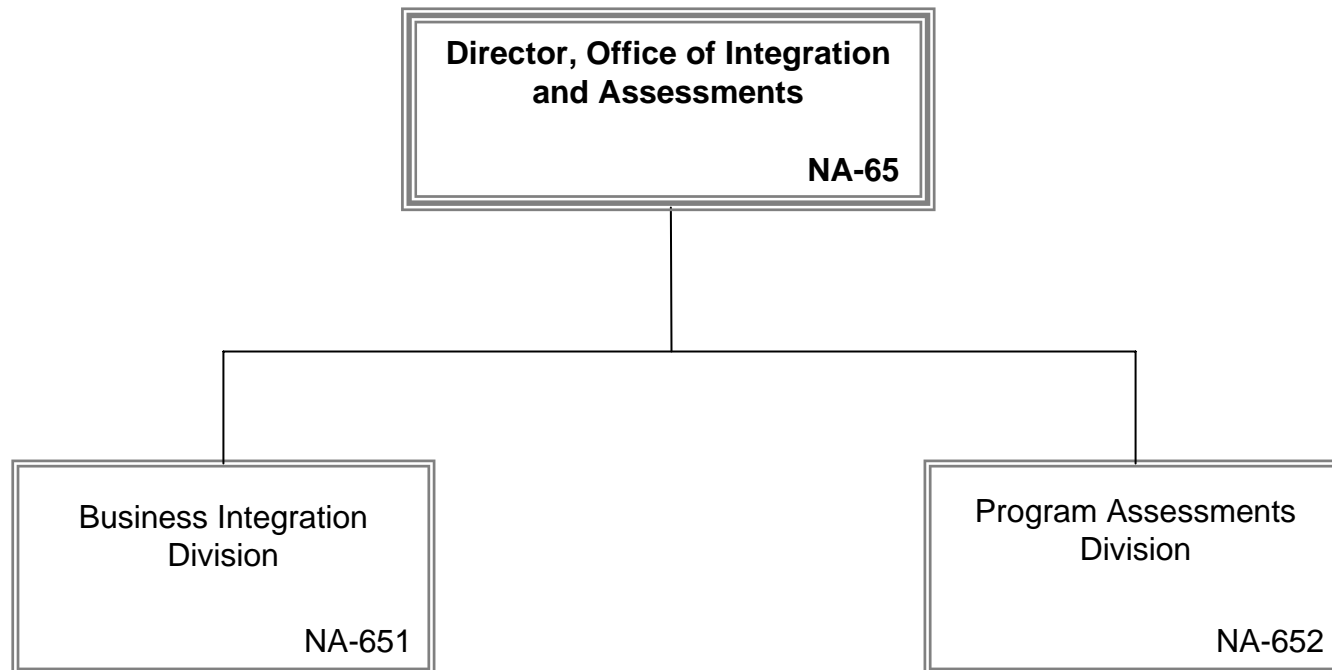 Director, Office of Integration
and Assessments
NA-65
Business Integration
Division
NA-651
Program Assessments
Division
NA-652